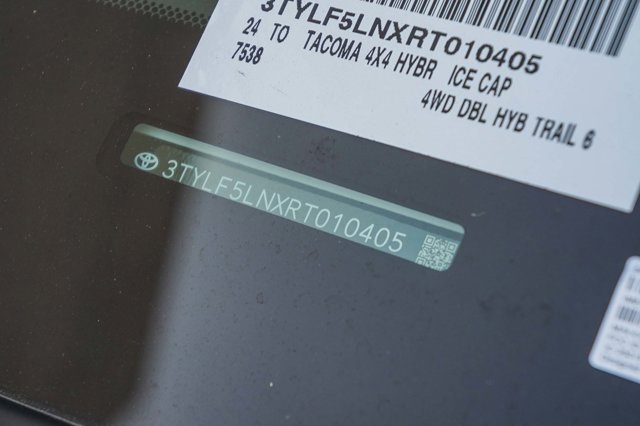 3TYLF5LNXRT010405
24 TO TACOMA 4X4 HYBR ICE CAP
7538 4WD DBL HYB TRAIL 6
3TYLF5LNXRT010405